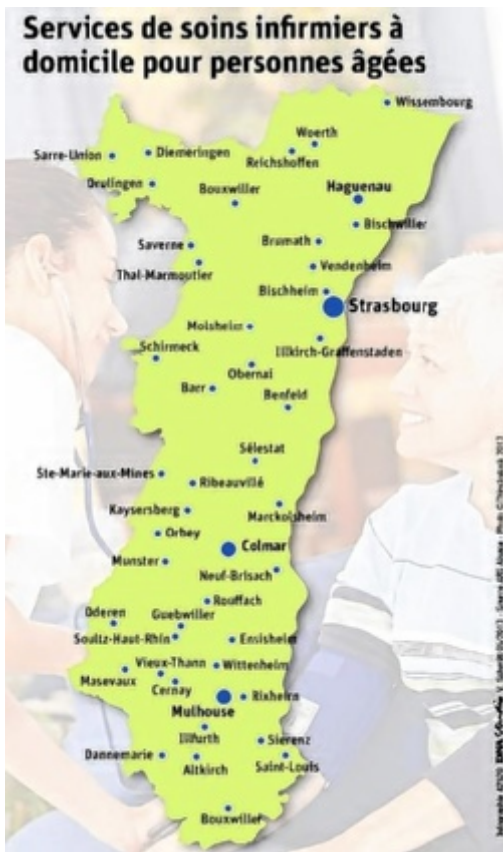 Services de soins infirmiers à
domicile pour personnes âgées
Wissembourg
Woerth
Sarre-Union
Diemeringen
Reichshoffen
Drulingen
Bouxwiller
Haguenau
Bischwiller
Saverne
Brumath
Thal-Marmoutier
Vendenheim
Bischheim
Strasbourg
Molsheim
Schirmeck
Illkirch-Graffenstaden
Obernai
Barr
Benfeld
Sélestat
Ste-Marie-aux-Mines
Ribeauvillé
Kaysersberg
Marckolsheim
Orbey
Colmar
Munster
Neuf-Brisach
Rouffach
Oderen
Guebwiller
Soultz-Haut-Rhin
Ensisheim
Vieux-Thann
Wittenheim
Masevaux
Cernay
Rixheim
Mulhouse
Illfurth
Sierenz
Dannemarie
Altkirch
Saint-Louis
Bouxwiller